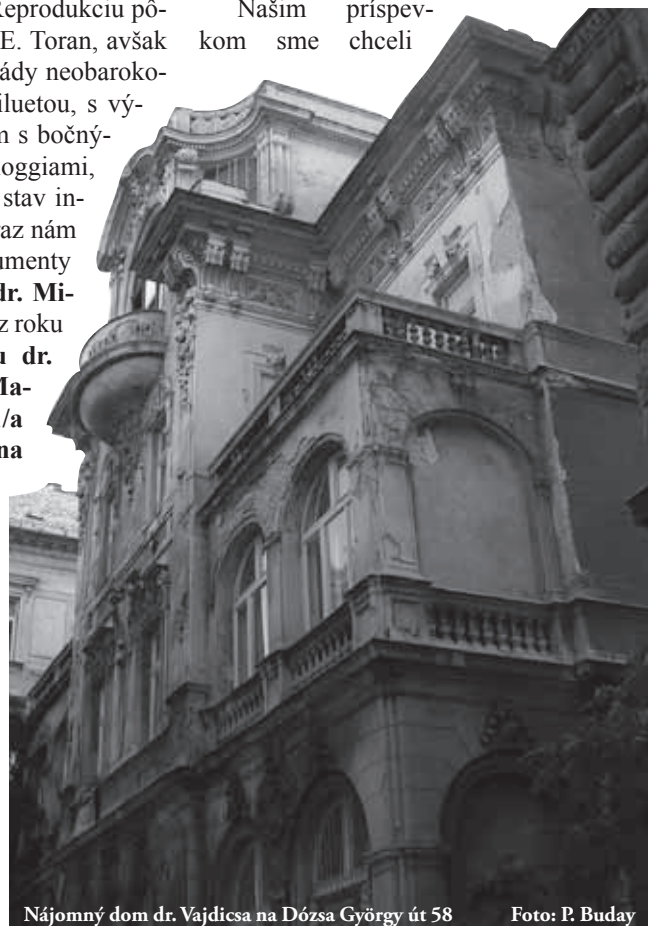 Reprodukciu pô-
E. Toran, avšak
ády neobaroko-
iluetou, s vý-
m s bočný-
oggiami,
stav in-
raz nám
umenty
dr. Mi-
z roku
u dr.
Ma-
/a
na
Našim príspev-
kom sme chceli
Nájomný dom dr. Vajdicsa na Dózsa György út 58
Foto: P. Buday